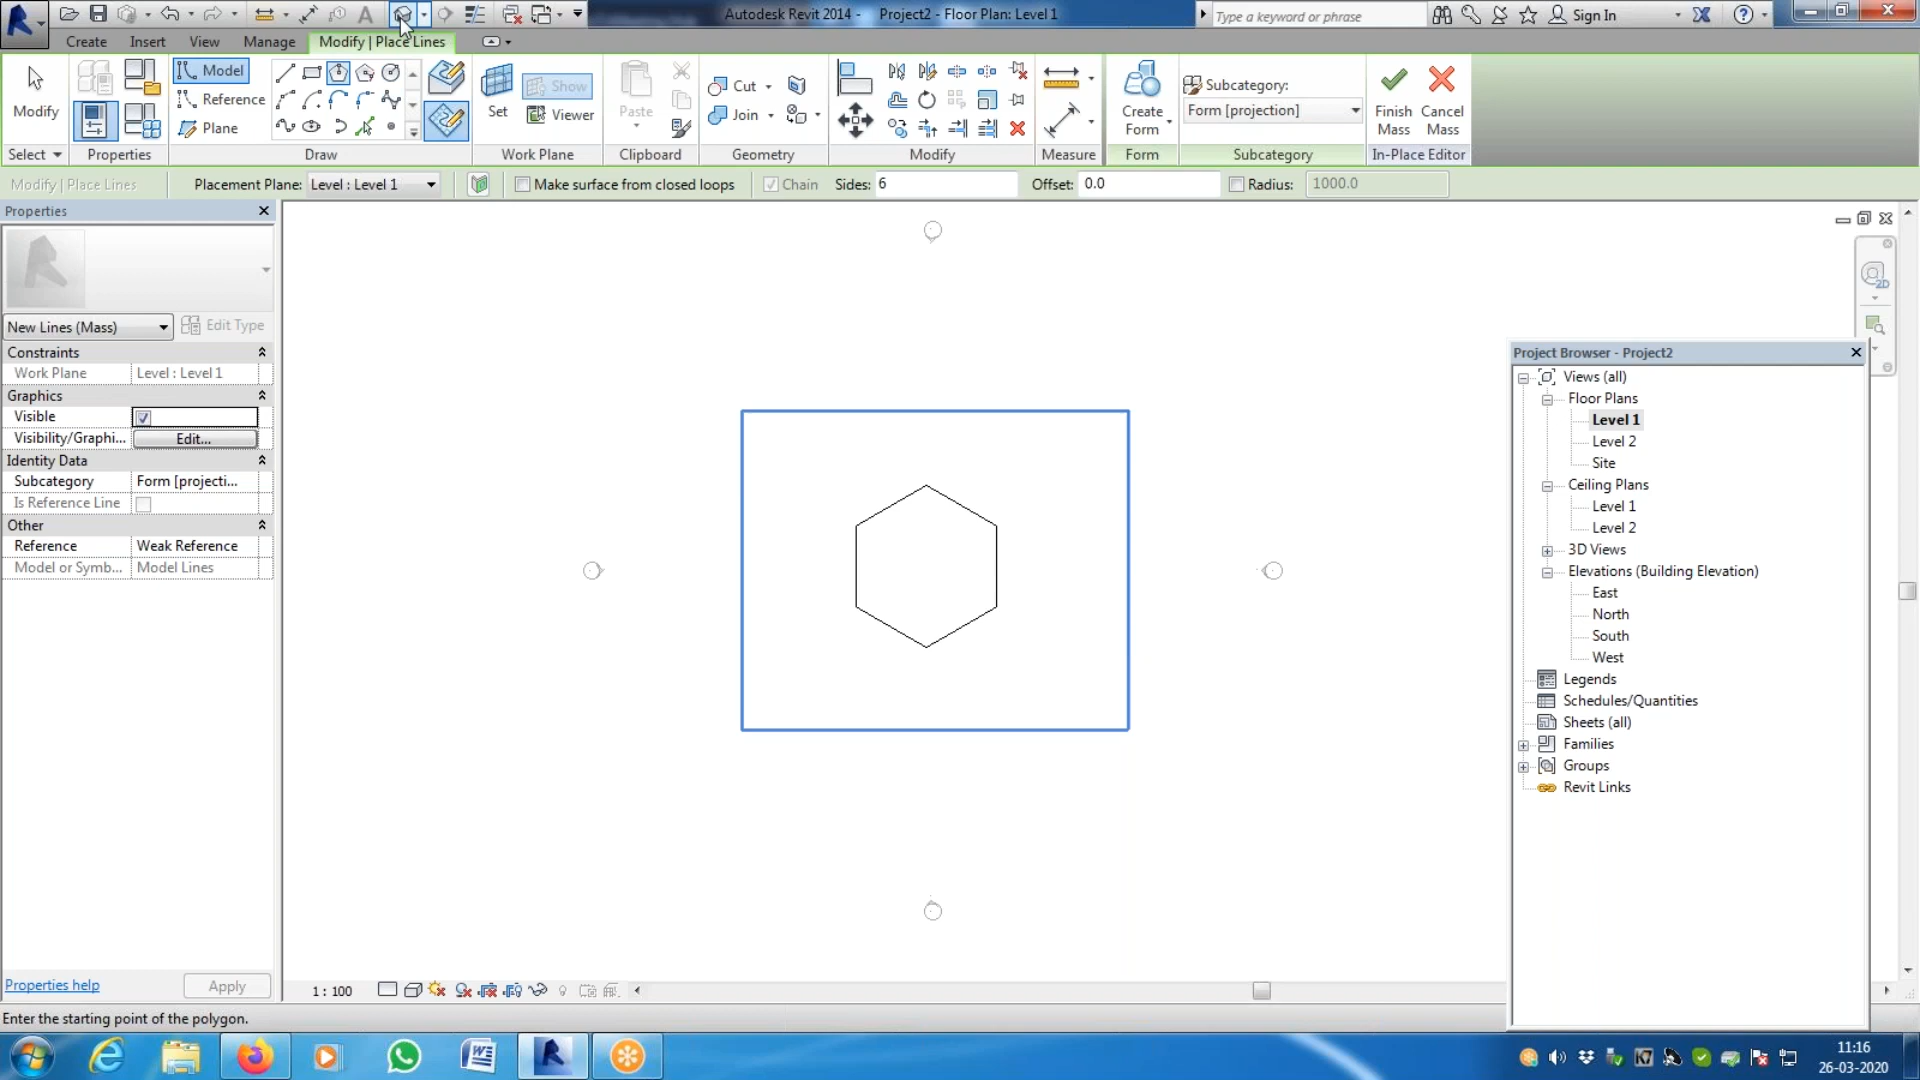 Autodesk Revit 2014 - Project2 - Floor Plan: Level 1
Type a keyword or phrase
Sign In
Create Insert View Manage Modify | Place Lines
Modify
Model
Reference
Plane
Set
Show
Viewer
Paste
Cut
Join
Create
Form
Subcategory:
Form [projection]
Finish
Mass
Cancel
Mass
Select Properties Draw Work Plane Clipboard Geometry Modify Measure Form Subcategory In-Place Editor
Modify | Place Lines Placement Plane: Level : Level 1 Make surface from closed loops Chain Sides: 6 Offset: 0.0 Radius: 1000.0
Properties
New Lines (Mass) Edit Type
Constraints
Work Plane Level : Level 1
Graphics
Visible
Visibility/Graphi... Edit...
Identity Data
Subcategory Form [projecti...
Is Reference Line
Other
Reference Weak Reference
Model or Symb... Model Lines
Properties help Apply
2D
Project Browser - Project2
Views (all)
Floor Plans
Level 1
Level 2
Site
Ceiling Plans
Level 1
Level 2
3D Views
Elevations (Building Elevation)
East
North
South
West
Legends
Schedules/Quantities
Sheets (all)
Families
Groups
Revit Links
1 : 100
Enter the starting point of the polygon.
11:16
26-03-2020